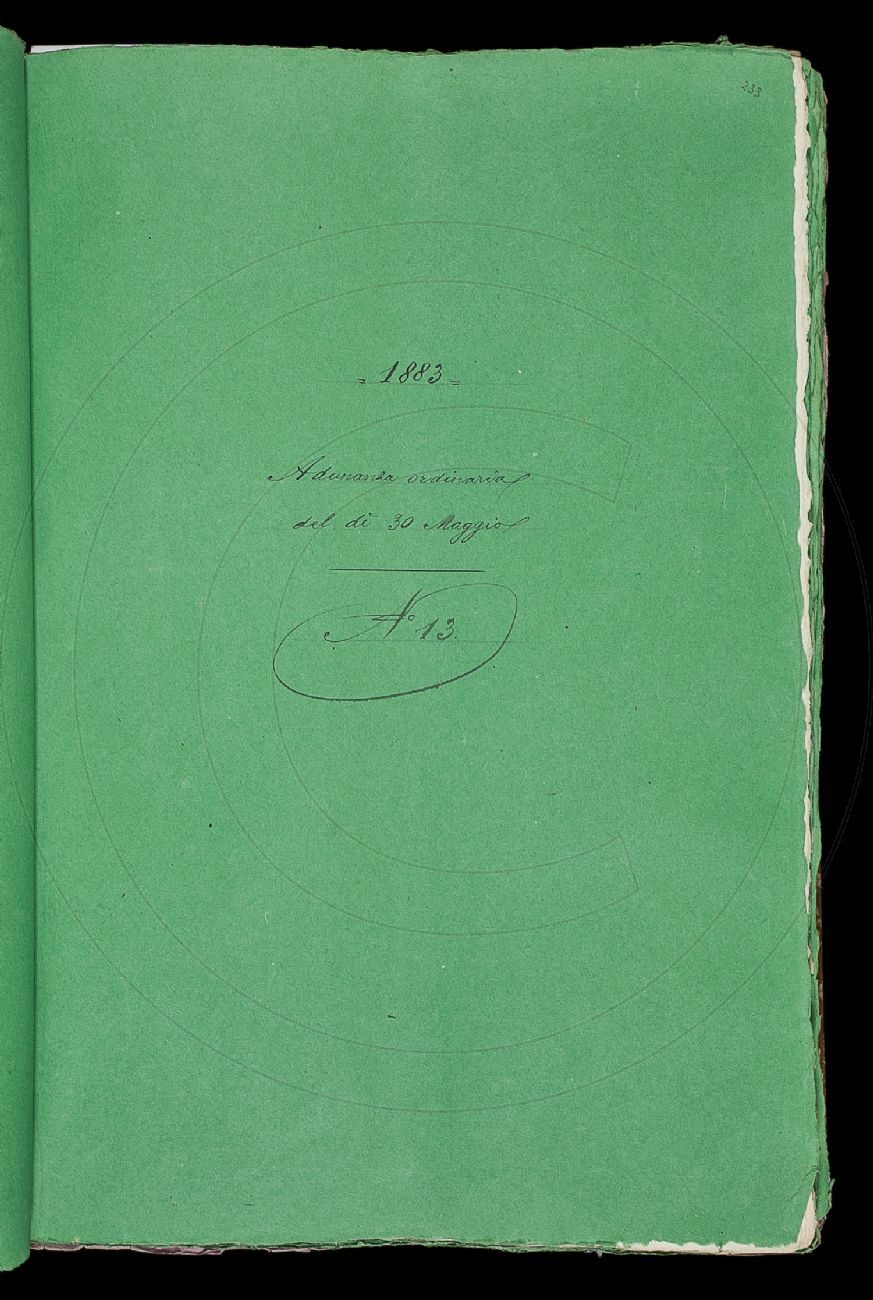 233
= 1883 =
Adunanza ordinaria
del dì 30 Maggio
N.° 13.